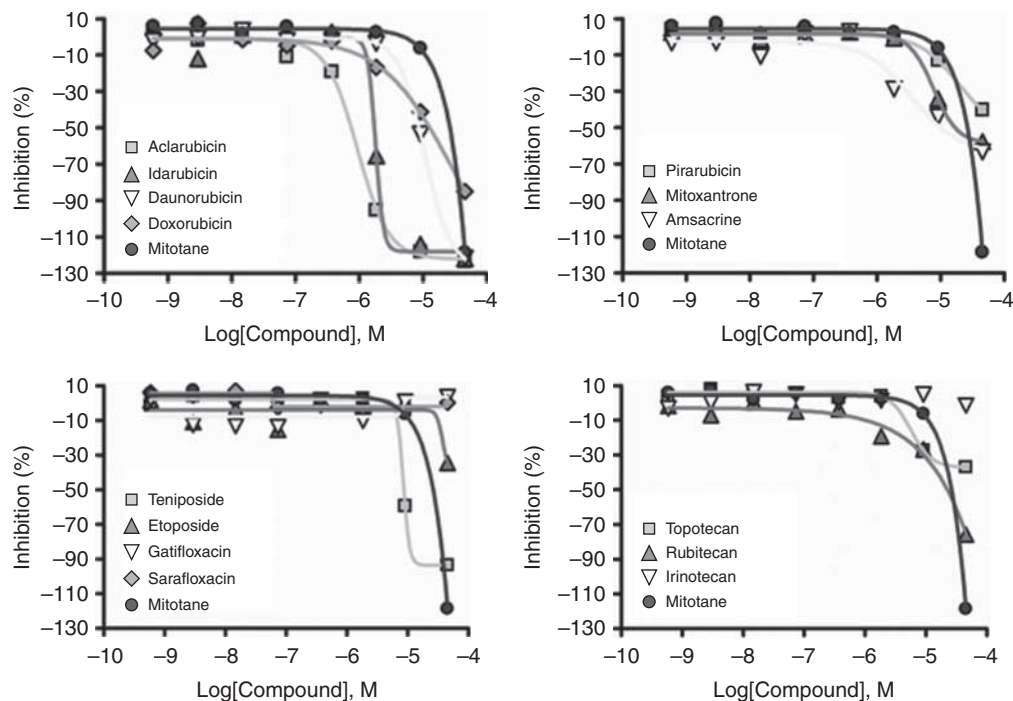 10
−10
−30
−50
−70
−90
−110
−130
Inhibition (%)
Aclarubicin
Idarubicin
Daunorubicin
Doxorubicin
Mitotane
−10 −9 −8 −7 −6 −5 −4
Log[Compound], M
10
−10
−30
−50
−70
−90
−110
−130
Inhibition (%)
Pirarubicin
Mitoxantrone
Amsacrine
Mitotane
−10 −9 −8 −7 −6 −5 −4
Log[Compound], M
10
−10
−30
−50
−70
−90
−110
−130
Inhibition (%)
Teniposide
Etoposide
Gatifloxacin
Sarafloxacin
Mitotane
−10 −9 −8 −7 −6 −5 −4
Log[Compound], M
10
−10
−30
−50
−70
−90
−110
−130
Inhibition (%)
Topotecan
Rubitecan
Irinotecan
Mitotane
−10 −9 −8 −7 −6 −5 −4
Log[Compound], M